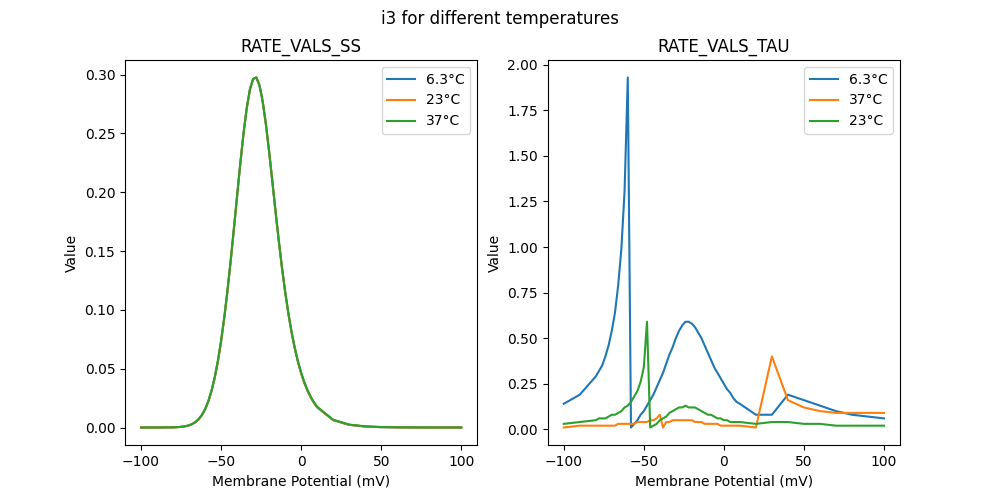 i3 for different temperatures
RATE_VALS_SS
RATE_VALS_TAU
6.3°C
23°C
37°C
6.3°C
37°C
23°C
Value
0.30
0.25
0.20
0.15
0.10
0.05
0.00
−100
−50
0
50
100
Membrane Potential (mV)
Value
2.00
1.75
1.50
1.25
1.00
0.75
0.50
0.25
0.00
−100
−50
0
50
100
Membrane Potential (mV)